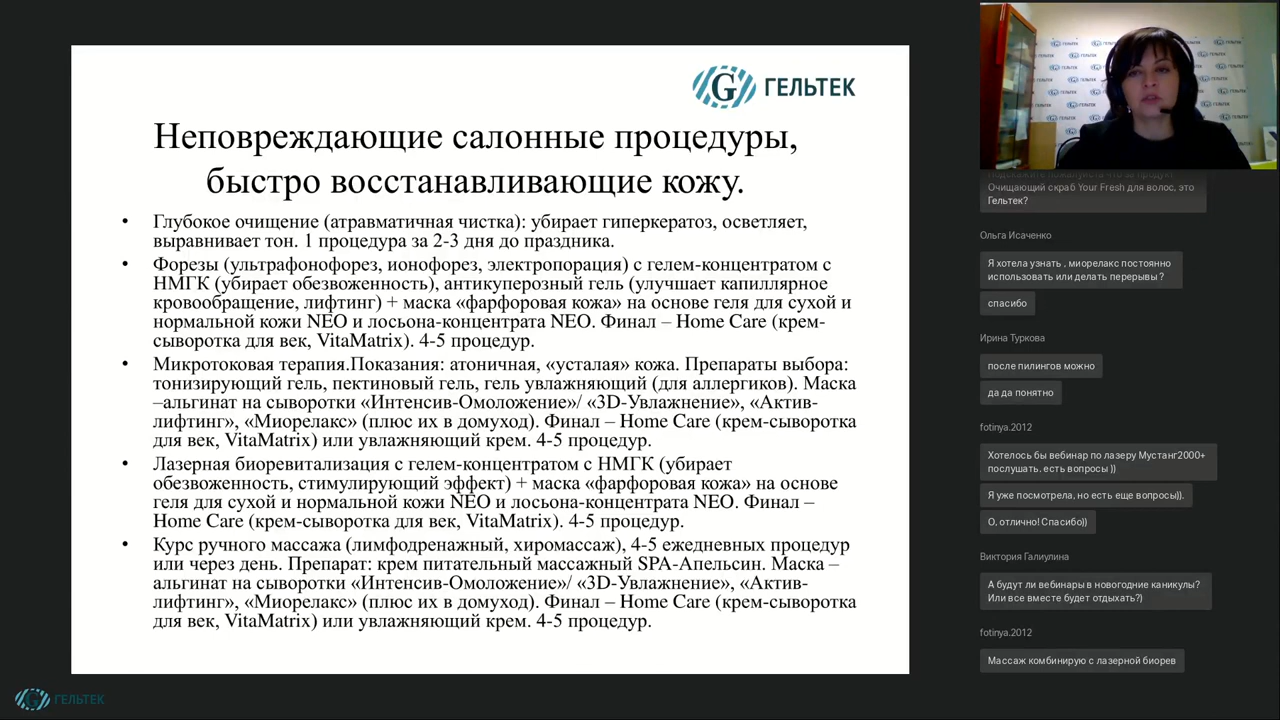 ГЕЛЬТЕК
Неповреждающие салонные процедуры,
быстро восстанавливающие кожу.
• Глубокое очищение (атравматичная чистка): убирает гиперкератоз, осветляет,
выравнивает тон. 1 процедура за 2-3 дня до праздника.
• Форезы (ультрафонофорез, ионофорез, электропорация) с гелем-концентратом с
НМГК (убирает обезвоженность), антикуперозный гель (улучшает капиллярное
кровообращение, лифтинг) + маска «фарфоровая кожа» на основе геля для сухой и
нормальной кожи NEO и лосьона-концентрата NEO. Финал – Home Care (крем-
сыворотка для век, VitaMatrix). 4-5 процедур.
• Микротоковая терапия.Показания: атоничная, «усталая» кожа. Препараты выбора:
тонизирующий гель, пектиновый гель, гель увлажняющий (для аллергиков). Маска
–альгинат на сыворотки «Интенсив-Омоложение»/ «3D-Увлажнение», «Актив-
лифтинг», «Миорелакс» (плюс их в домуход). Финал – Home Care (крем-сыворотка
для век, VitaMatrix) или увлажняющий крем. 4-5 процедур.
• Лазерная биоревитализация с гелем-концентратом с НМГК (убирает
обезвоженность, стимулирующий эффект) + маска «фарфоровая кожа» на основе
геля для сухой и нормальной кожи NEO и лосьона-концентрата NEO. Финал –
Home Care (крем-сыворотка для век, VitaMatrix). 4-5 процедур.
• Курс ручного массажа (лимфодренажный, хиромассаж), 4-5 ежедневных процедур
или через день. Препарат: крем питательный массажный SPA-Апельсин. Маска –
альгинат на сыворотки «Интенсив-Омоложение»/ «3D-Увлажнение», «Актив-
лифтинг», «Миорелакс» (плюс их в домуход). Финал – Home Care (крем-сыворотка
для век, VitaMatrix) или увлажняющий крем. 4-5 процедур.
ГЕЛЬТЕК
Подскажите пожалуйста что за продукт
Очищающий скраб Your Fresh для волос, это
Гельтек?
Ольга Исаченко
Я хотела узнать , миорелакс постоянно
использовать или делать перерывы ?
спасибо
Ирина Туркова
после пилингов можно
да да понятно
fotinya.2012
Хотелось бы вебинар по лазеру Мустанг2000+
послушать. есть вопросы ))
Я уже посмотрела, но есть еще вопросы)).
О, отлично! Спасибо))
Виктория Галиулина
А будут ли вебинары в новогодние каникулы?
Или все вместе будет отдыхать?)
fotinya.2012
Массаж комбинирую с лазерной биорев